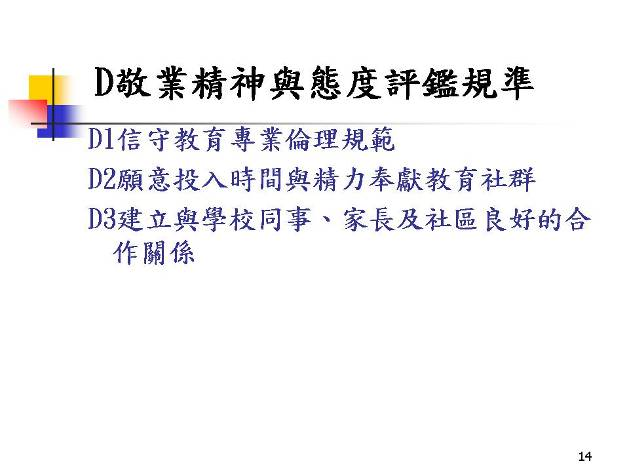 D敬業精神與態度評鑑規準
D1信守教育專業倫理規範
D2願意投入時間與精力奉獻教育社群
D3建立與學校同事、家長及社區良好的合
作關係
14